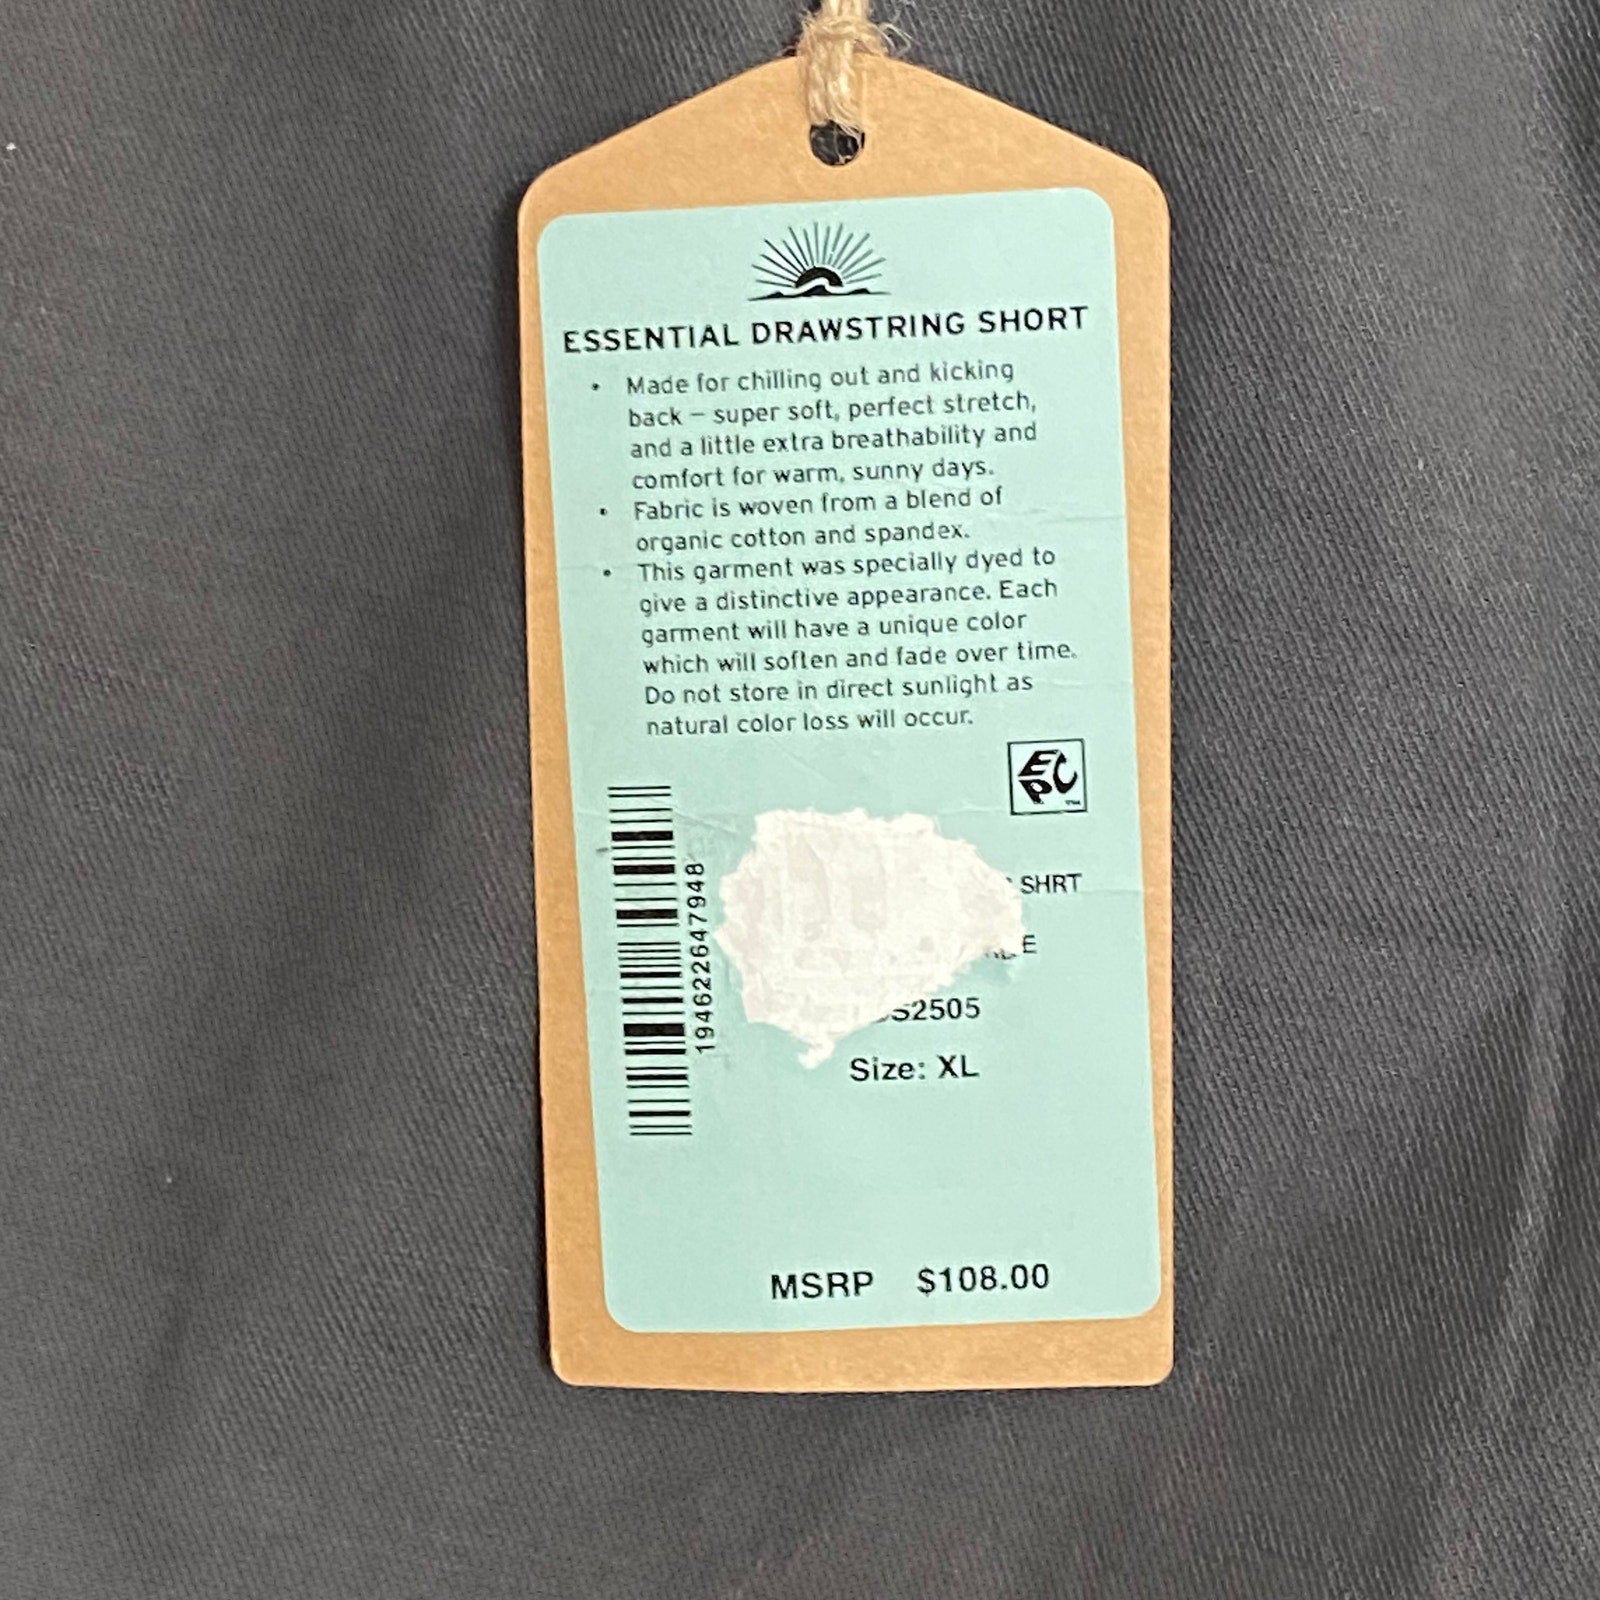 ESSENTIAL DRAWSTRING SHORT
• Made for chilling out and kicking
back – super soft, perfect stretch,
and a little extra breathability and
comfort for warm, sunny days.
• Fabric is woven from a blend of
organic cotton and spandex.
• This garment was specially dyed to
give a distinctive appearance. Each
garment will have a unique color
which will soften and fade over time.
Do not store in direct sunlight as
natural color loss will occur.
EPC™
194622647948
SHRT
S2505
Size: XL
MSRP $108.00